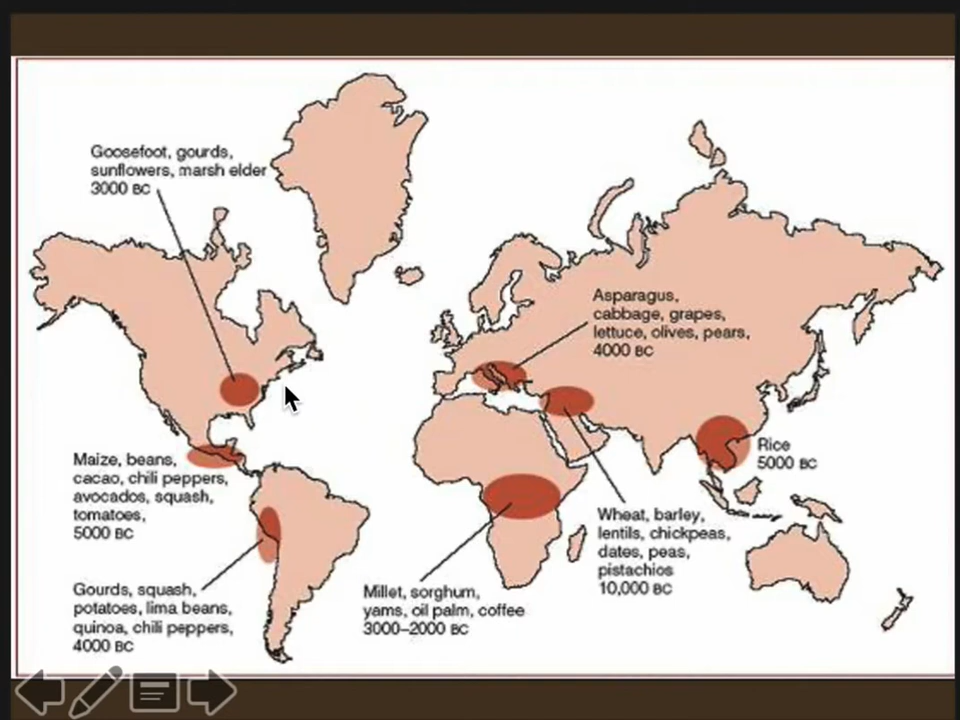 Goosefoot, gourds,
sunflowers, marsh elder
3000 BC
Asparagus,
cabbage, grapes,
lettuce, olives, pears,
4000 BC
Rice
5000 BC
Maize, beans,
cacao, chili peppers,
avocados, squash,
tomatoes,
5000 BC
Wheat, barley,
lentils, chickpeas,
dates, peas,
pistachios
10,000 BC
Gourds, squash,
potatoes, lima beans,
quinoa, chili peppers,
4000 BC
Millet, sorghum,
yams, oil palm, coffee
3000–2000 BC